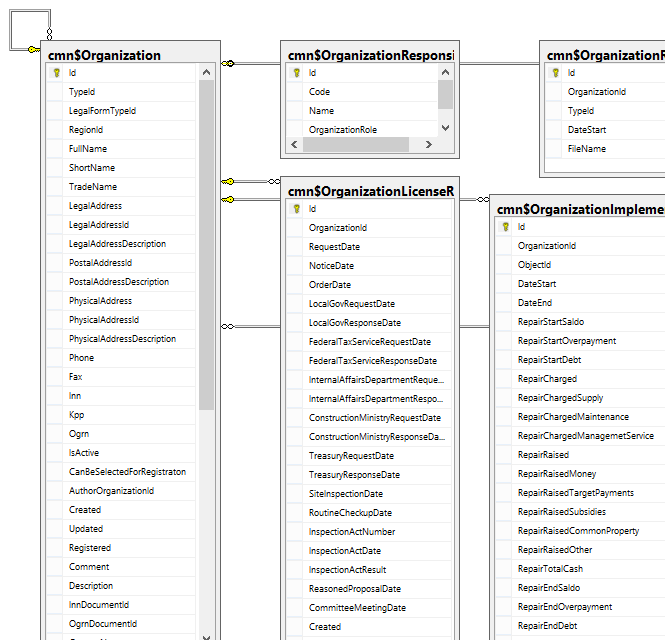 cmn$Organization
Id
TypeId
LegalFormTypeId
RegionId
FullName
ShortName
TradeName
LegalAddress
LegalAddressId
LegalAddressDescription
PostalAddressId
PostalAddressDescription
PhysicalAddress
PhysicalAddressId
PhysicalAddressDescription
Phone
Fax
Inn
Kpp
Ogrn
IsActive
CanBeSelectedForRegistraton
AuthorOrganizationId
Created
Updated
Registered
Comment
Description
InnDocumentId
OgrnDocumentId
cmn$OrganizationResponsi
Id
Code
Name
OrganizationRole
cmn$OrganizationLicenseR
Id
OrganizationId
RequestDate
NoticeDate
OrderDate
LocalGovRequestDate
LocalGovResponseDate
FederalTaxServiceRequestDate
FederalTaxServiceResponseDate
InternalAffairsDepartmentReque...
InternalAffairsDepartmentRespo...
ConstructionMinistryRequestDate
ConstructionMinistryResponseDa...
TreasuryRequestDate
TreasuryResponseDate
SiteInspectionDate
RoutineCheckupDate
InspectionActNumber
InspectionActDate
InspectionActResult
ReasonedProposalDate
CommitteeMeetingDate
Created
cmn$OrganizationR
Id
OrganizationId
TypeId
DateStart
FileName
cmn$OrganizationImpleme
Id
OrganizationId
ObjectId
DateStart
DateEnd
RepairStartSaldo
RepairStartOverpayment
RepairStartDebt
RepairCharged
RepairChargedSupply
RepairChargedMaintenance
RepairChargedManagemetService
RepairRaised
RepairRaisedMoney
RepairRaisedTargetPayments
RepairRaisedSubsidies
RepairRaisedCommonProperty
RepairRaisedOther
RepairTotalCash
RepairEndSaldo
RepairEndOverpayment
RepairEndDebt